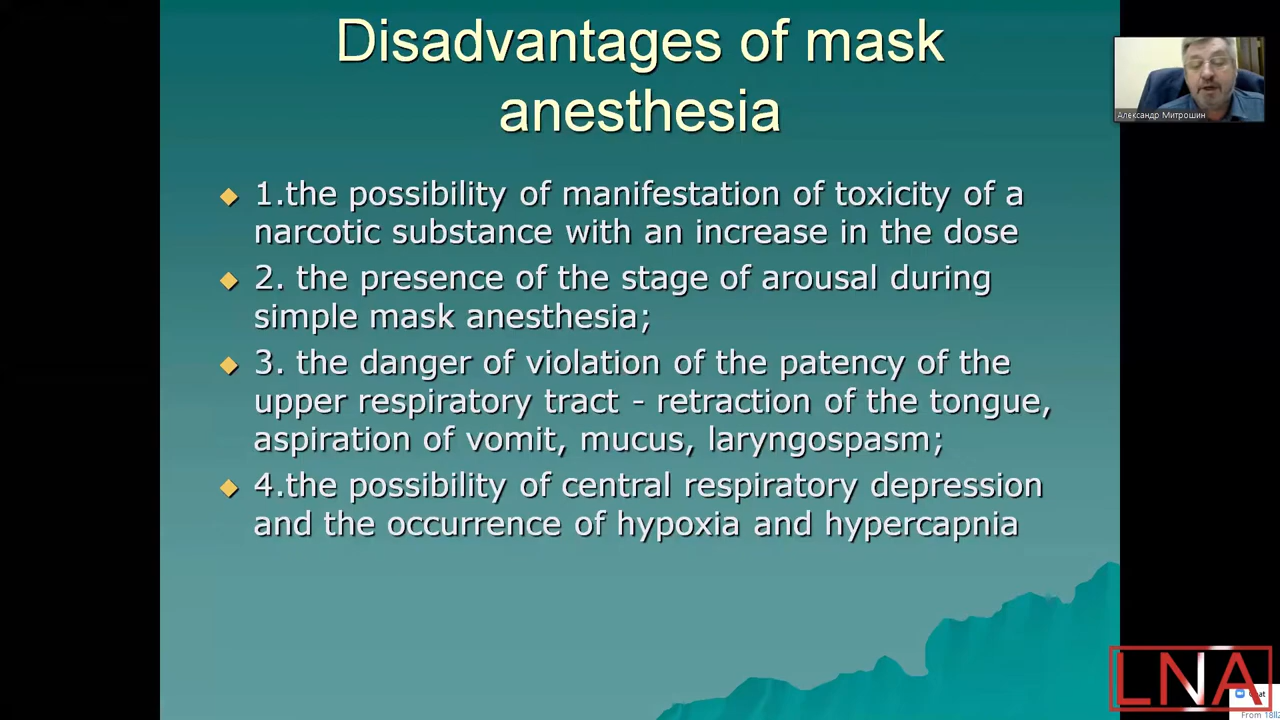 Disadvantages of mask
anesthesia
1.the possibility of manifestation of toxicity of a
narcotic substance with an increase in the dose
2. the presence of the stage of arousal during
simple mask anesthesia;
3. the danger of violation of the patency of the
upper respiratory tract - retraction of the tongue,
aspiration of vomit, mucus, laryngospasm;
4.the possibility of central respiratory depression
and the occurrence of hypoxia and hypercapnia
Александр Митрошин
LNA
From